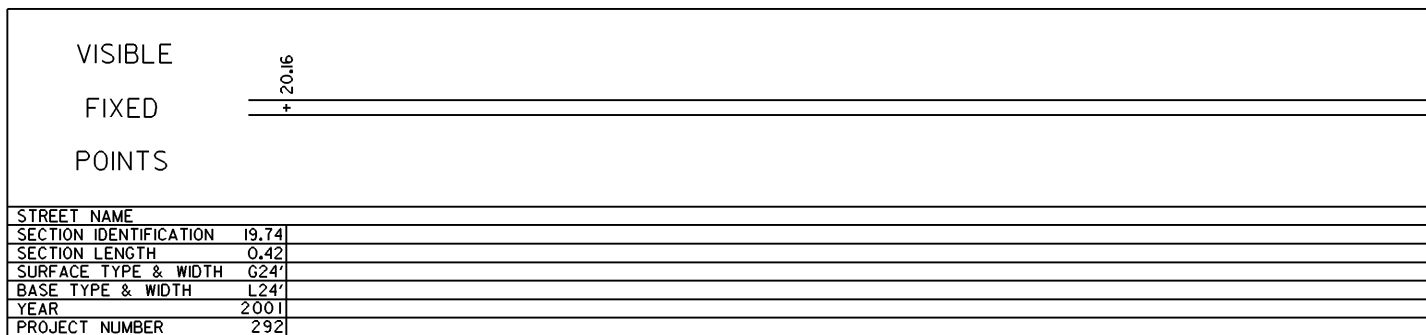 VISIBLE
FIXED
POINTS
20.16
+
STREET NAME
SECTION IDENTIFICATION 19.74
SECTION LENGTH 0.42
SURFACE TYPE & WIDTH G24'
BASE TYPE & WIDTH L24'
YEAR 2001
PROJECT NUMBER 292